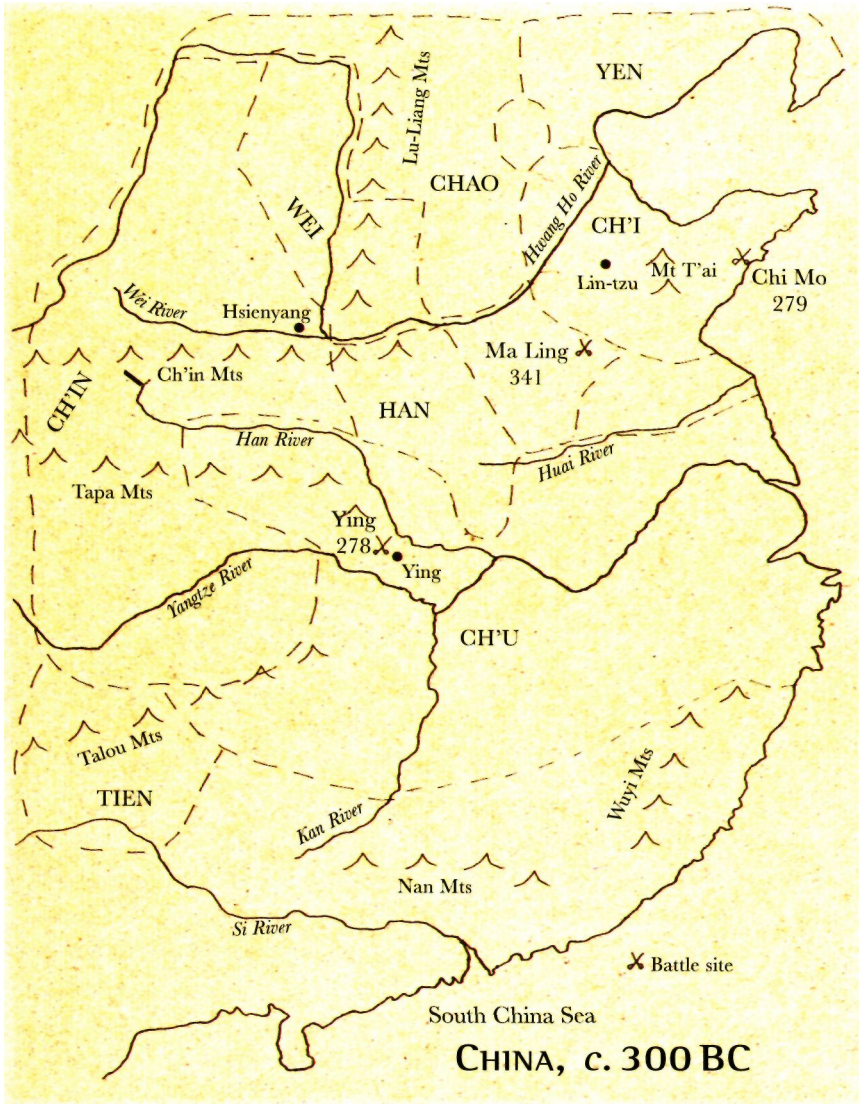 YEN
Lu-Liang Mts
CHAO
WEI
Hwang Ho River
CH'I
Lin-tzu
Mt T'ai
Chi Mo
279
Wei River
Hsienyang
Ma Ling
341
Ch'in Mts
CH'IN
HAN
Han River
Huai River
Tapa Mts
Ying
278
Ying
Yangtze River
CH'U
Talou Mts
Wuyi Mts
TIEN
Kan River
Nan Mts
Si River
Battle site
South China Sea
CHINA, c. 300 BC